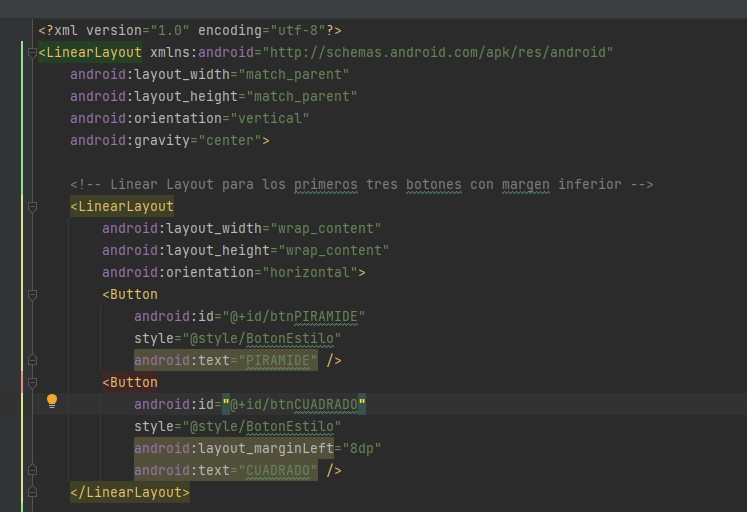 <?xml version="1.0" encoding="utf-8"?>
<LinearLayout xmlns:android="http://schemas.android.com/apk/res/android"
    android:layout_width="match_parent"
    android:layout_height="match_parent"
    android:orientation="vertical"
    android:gravity="center">

    <!-- Linear Layout para los primeros tres botones con margen inferior -->
    <LinearLayout
        android:layout_width="wrap_content"
        android:layout_height="wrap_content"
        android:orientation="horizontal">
        <Button
            android:id="@+id/btnPIRAMIDE"
            style="@style/BotonEstilo"
            android:text="PIRAMIDE" />
        <Button
            android:id="@+id/btnCUADRADO"
            style="@style/BotonEstilo"
            android:layout_marginLeft="8dp"
            android:text="CUADRADO" />
    </LinearLayout>